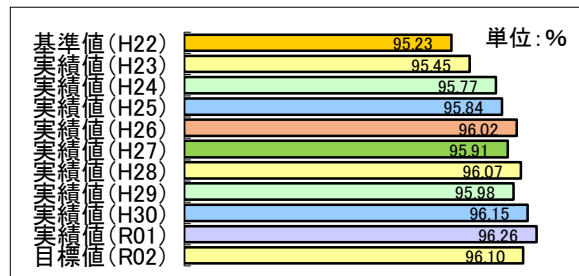 単位:%
基準値(H22) 95.23
実績値(H23) 95.45
実績値(H24) 95.77
実績値(H25) 95.84
実績値(H26) 96.02
実績値(H27) 95.91
実績値(H28) 96.07
実績値(H29) 95.98
実績値(H30) 96.15
実績値(R01) 96.26
目標値(R02) 96.10